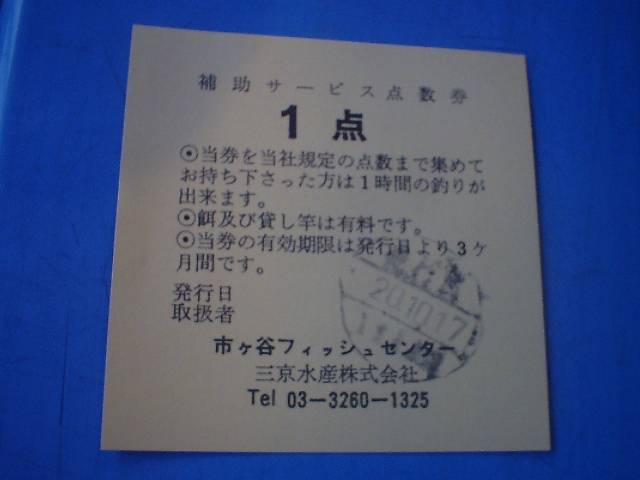 補助サービス点数券
1点
⦿当券を当社規定の点数まで集めて
お持ち下さった方は1時間の釣りが
出来ます。
⦿餌及び貸し竿は有料です。
⦿当券の有効期限は発行日より3ケ
月間です。
発行日
取扱者
20.10.17
市ヶ谷フィッシュセンター
三京水産株式会社
Tel 03-3260-1325